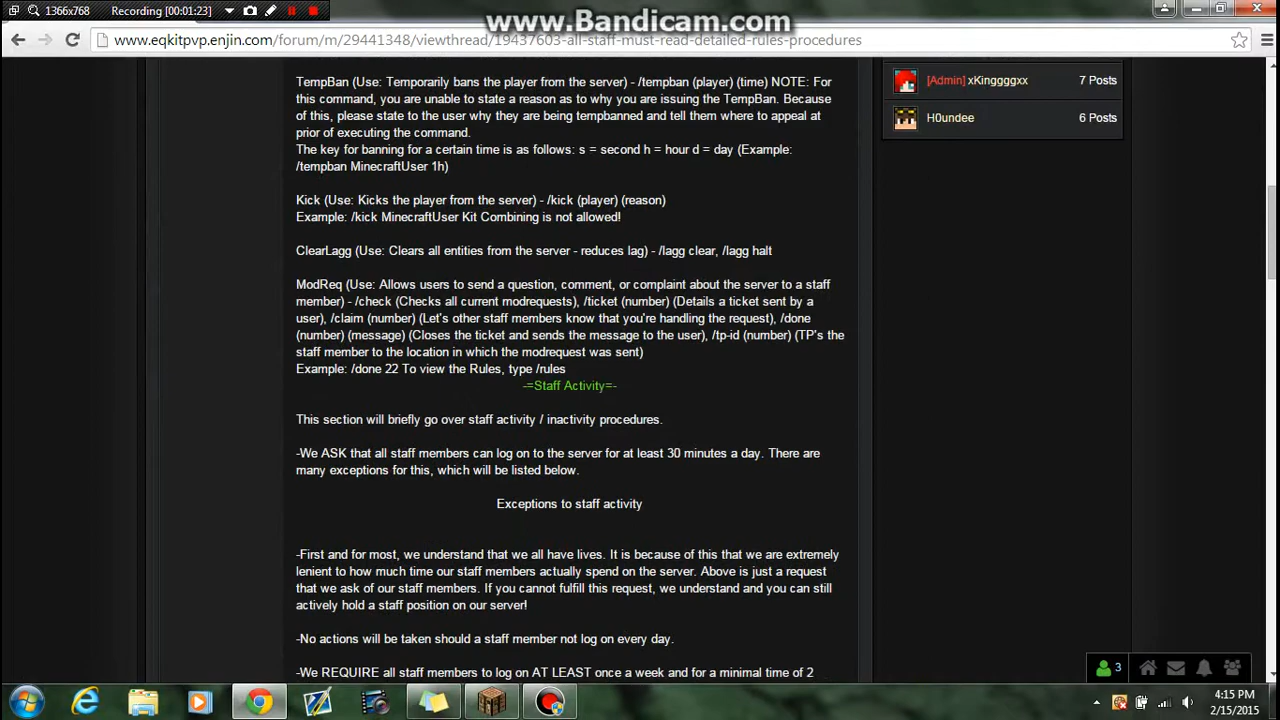 1366x768
Recording [00:01:23]
www.Bandicam.com
www.eqkitpvp.enjin.com/forum/m/29441348/viewthread/19437603-all-staff-must-read-detailed-rules-procedures
TempBan (Use: Temporarily bans the player from the server) - /tempban (player) (time) NOTE: For
this command, you are unable to state a reason as to why you are issuing the TempBan. Because
of this, please state to the user why they are being tempbanned and tell them where to appeal at
prior of executing the command.
The key for banning for a certain time is as follows: s = second h = hour d = day (Example:
/tempban MinecraftUser 1h)
Kick (Use: Kicks the player from the server) - /kick (player) (reason)
Example: /kick MinecraftUser Kit Combining is not allowed!
ClearLagg (Use: Clears all entities from the server - reduces lag) - /lagg clear, /lagg halt
ModReq (Use: Allows users to send a question, comment, or complaint about the server to a staff
member) - /check (Checks all current modrequests), /ticket (number) (Details a ticket sent by a
user), /claim (number) (Let's other staff members know that you're handling the request), /done
(number) (message) (Closes the ticket and sends the message to the user), /tp-id (number) (TP's the
staff member to the location in which the modrequest was sent)
Example: /done 22 To view the Rules, type /rules
-=Staff Activity=-
This section will briefly go over staff activity / inactivity procedures.
-We ASK that all staff members can log on to the server for at least 30 minutes a day. There are
many exceptions for this, which will be listed below.
Exceptions to staff activity
-First and for most, we understand that we all have lives. It is because of this that we are extremely
lenient to how much time our staff members actually spend on the server. Above is just a request
that we ask of our staff members. If you cannot fulfill this request, we understand and you can still
actively hold a staff position on our server!
-No actions will be taken should a staff member not log on every day.
-We REQUIRE all staff members to log on AT LEAST once a week and for a minimal time of 2
[Admin] xKinggggxx 7 Posts
H0undee 6 Posts
3
4:15 PM
2/15/2015